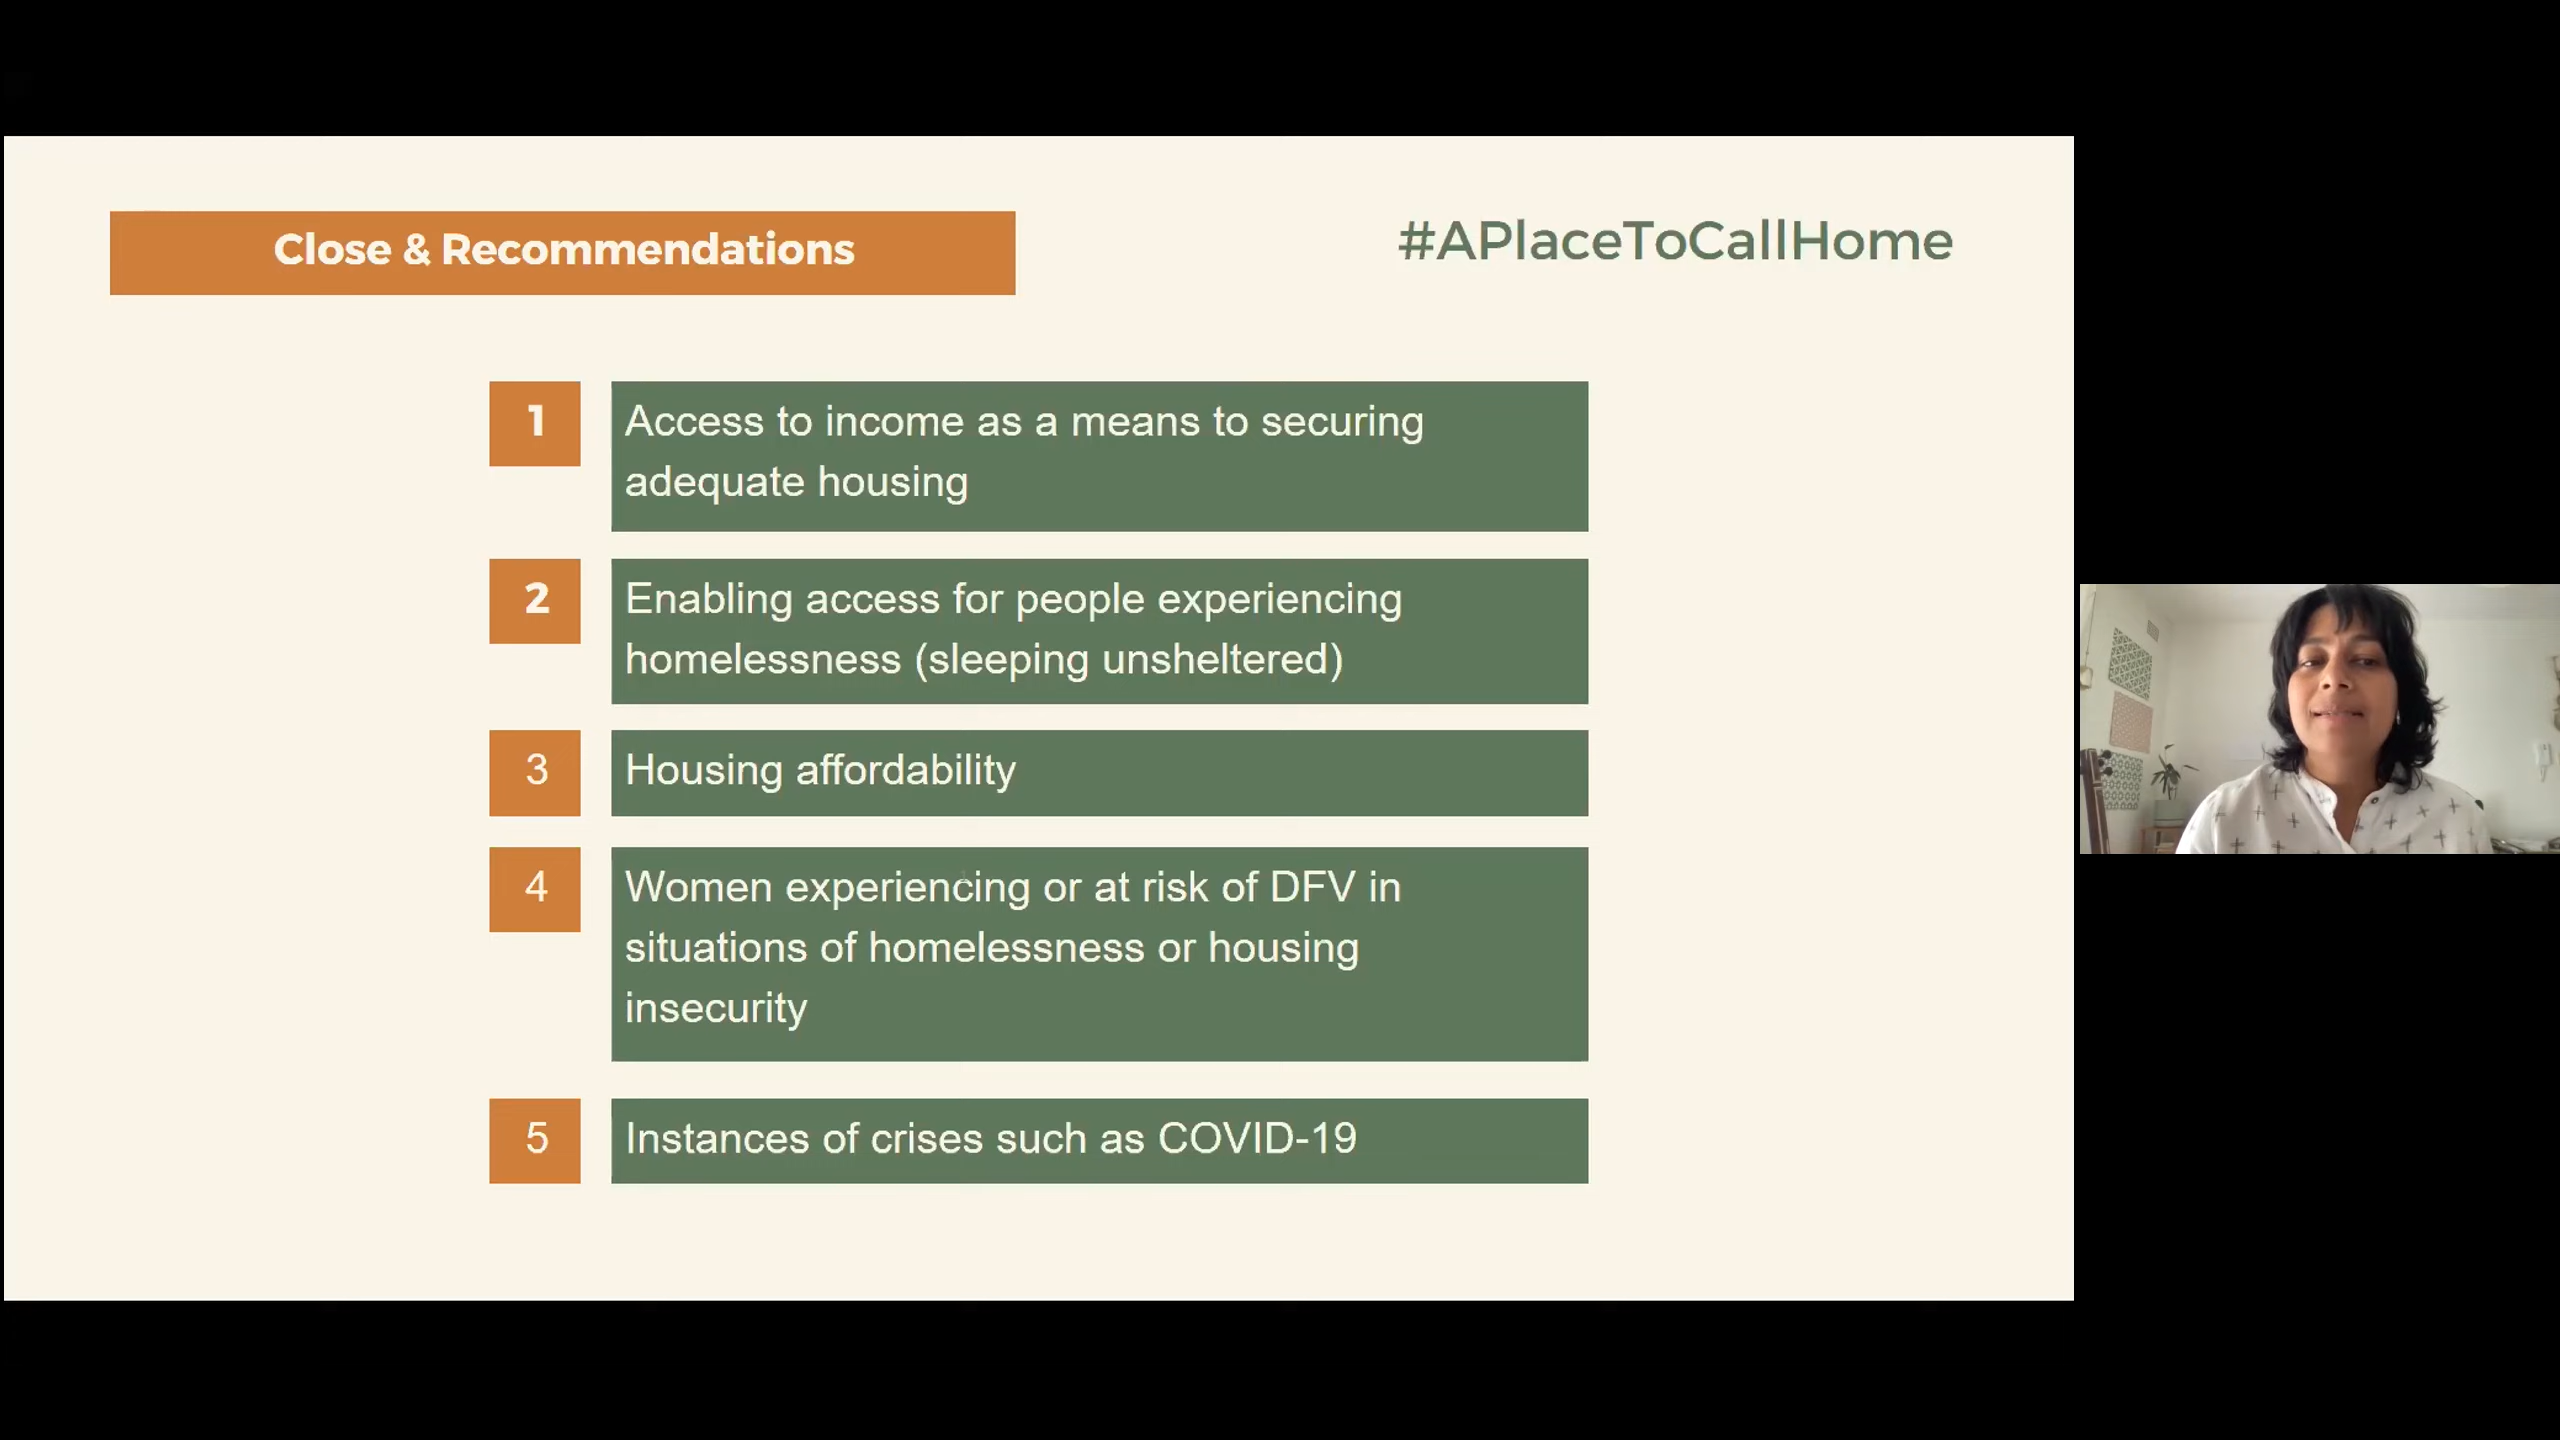 Close & Recommendations
#APlaceToCallHome
1
Access to income as a means to securing
adequate housing
2
Enabling access for people experiencing
homelessness (sleeping unsheltered)
3
Housing affordability
4
Women experiencing or at risk of DFV in
situations of homelessness or housing
insecurity
5
Instances of crises such as COVID-19